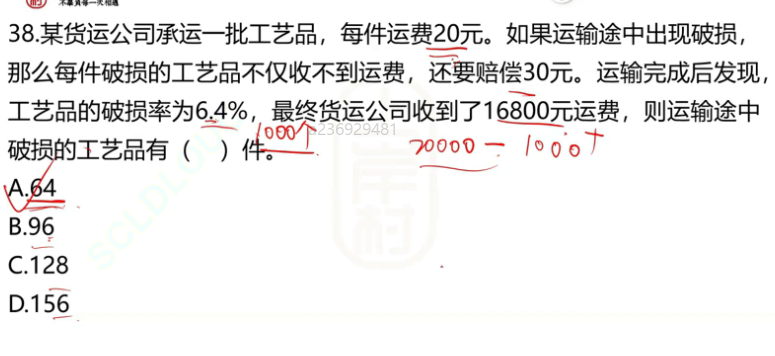 不辜负每一次相遇
38.某货运公司承运一批工艺品，每件运费20元。如果运输途中出现破损，
那么每件破损的工艺品不仅收不到运费，还要赔偿30元。运输完成后发现，
工艺品的破损率为6.4%，最终货运公司收到了16800元运费，则运输途中
1000个 236929481
破损的工艺品有（ ）件。 20000 - 1000↑
A.64
B.96
C.128
D.156
SCLDLO
村